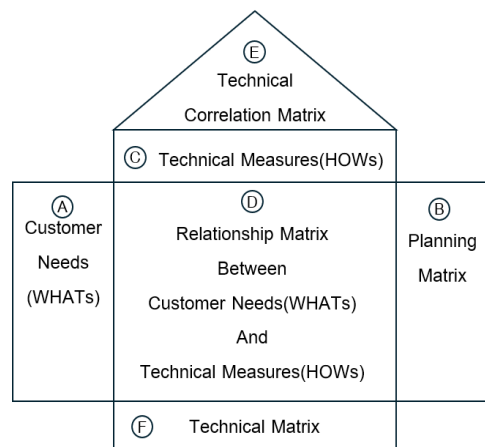 Ⓔ
Technical
Correlation Matrix
Ⓒ Technical Measures(HOWs)
Ⓐ
Customer
Needs
(WHATs)
Ⓓ
Relationship Matrix
Between
Customer Needs(WHATs)
And
Technical Measures(HOWs)
Ⓑ
Planning
Matrix
Ⓕ Technical Matrix